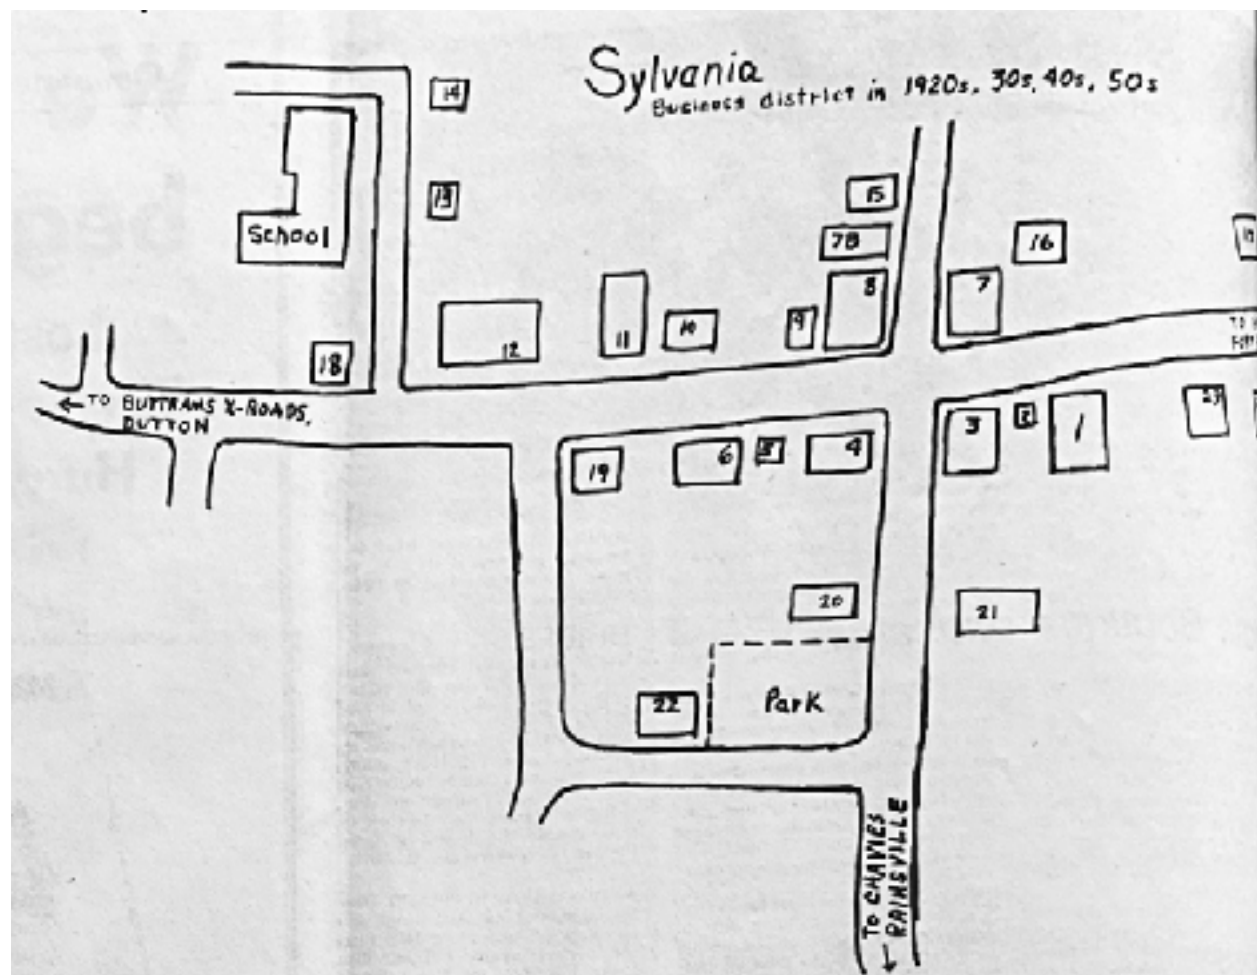 Sylvania
Business district in 1920s, 30s, 40s, 50s
14
13
School
15
7B
16
8
7
9
10
11
12
18
TO
← TO BUTTRAMS X-ROADS,
DUTTON
3
2
1
23
19
6
5
4
20
21
22
Park
TO CHAVIES
RAINSVILLE